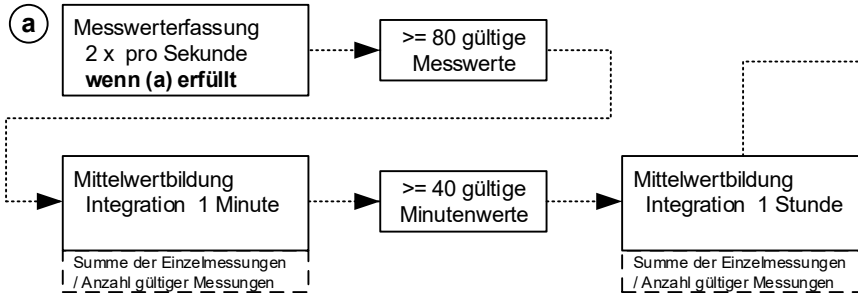 a
Messwerterfassung
2 x pro Sekunde
wenn (a) erfüllt
>= 80 gültige
Messwerte
Mittelwertbildung
Integration 1 Minute
Summe der Einzelmessungen
/ Anzahl gültiger Messungen
>= 40 gültige
Minutenwerte
Mittelwertbildung
Integration 1 Stunde
Summe der Einzelmessungen
/ Anzahl gültiger Messungen